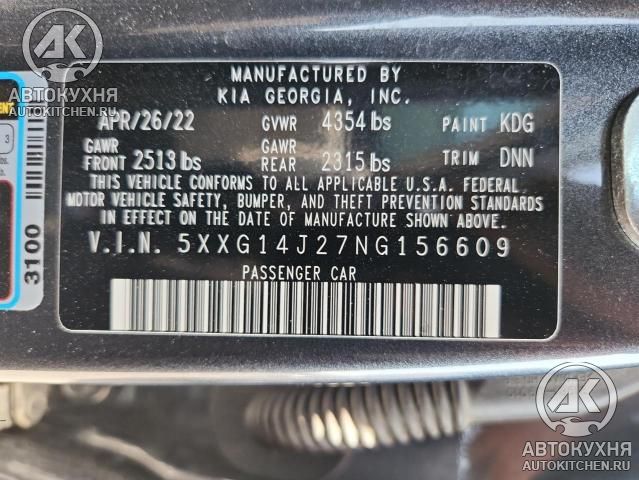 АК
АВТОКУХНЯ
AUTOKITCHEN.RU
MANUFACTURED BY
KIA GEORGIA, INC.
APR/26/22 GVWR 4354 lbs PAINT KDG
GAWR FRONT 2513 lbs GAWR REAR 2315 lbs TRIM DNN
THIS VEHICLE CONFORMS TO ALL APPLICABLE U.S.A. FEDERAL
MOTOR VEHICLE SAFETY, BUMPER, AND THEFT PREVENTION STANDARDS
IN EFFECT ON THE DATE OF MANUFACTURE SHOWN ABOVE.
V.I.N. 5XXG14J27NG156609
PASSENGER CAR
3100
3
АК
АВТОКУХНЯ
AUTOKITCHEN.RU